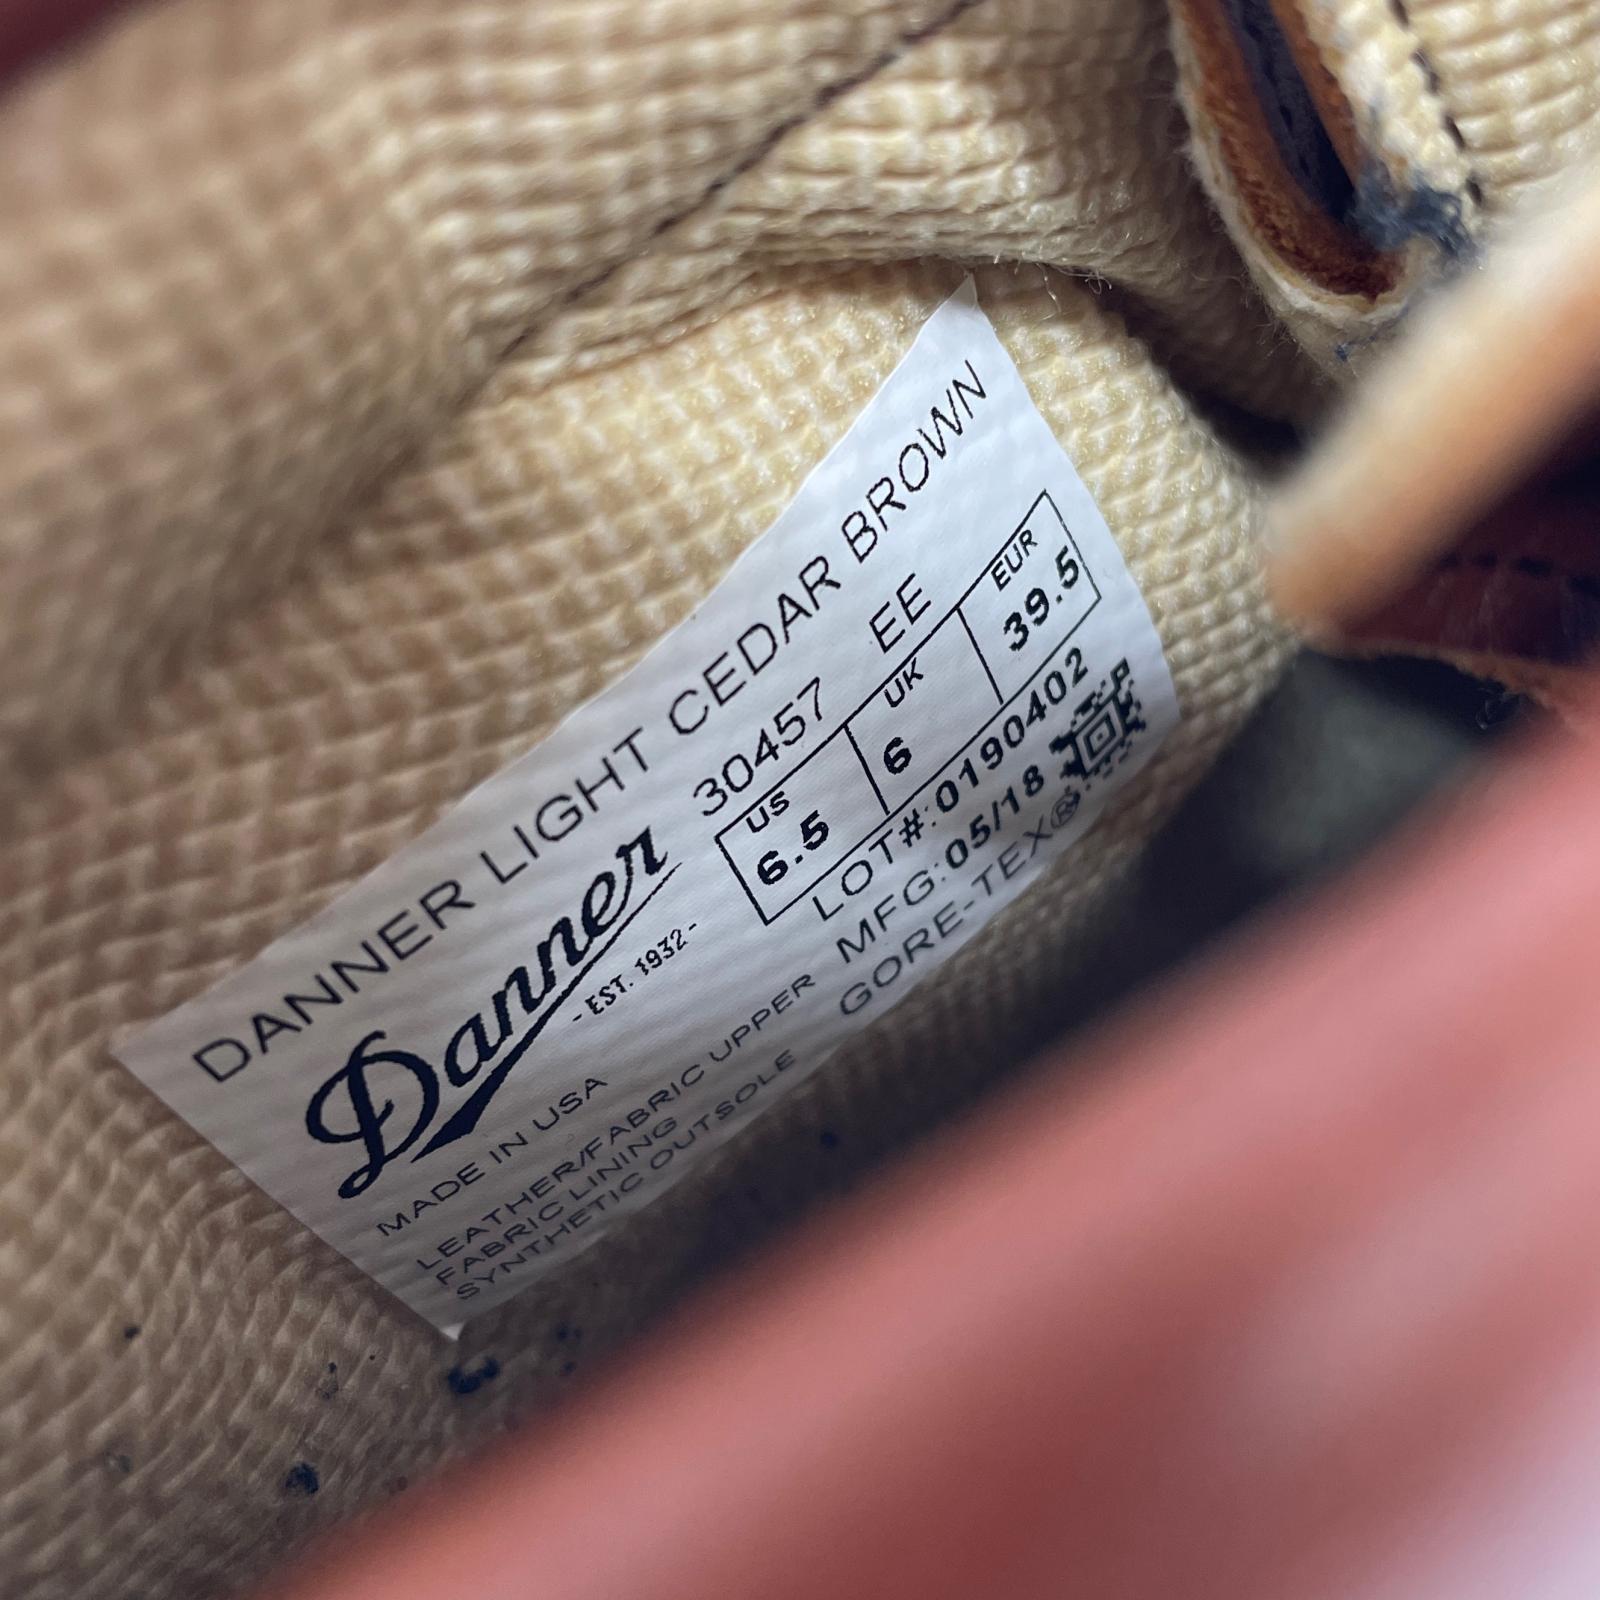 DANNER LIGHT CEDAR BROWN
Danner
- EST. 1932 -
30457 EE
US UK EUR
6.5 6 39.5
LOT#:0190402
MFG:05/18
GORE-TEX®
MADE IN USA
LEATHER/FABRIC UPPER
FABRIC LINING
SYNTHETIC OUTSOLE